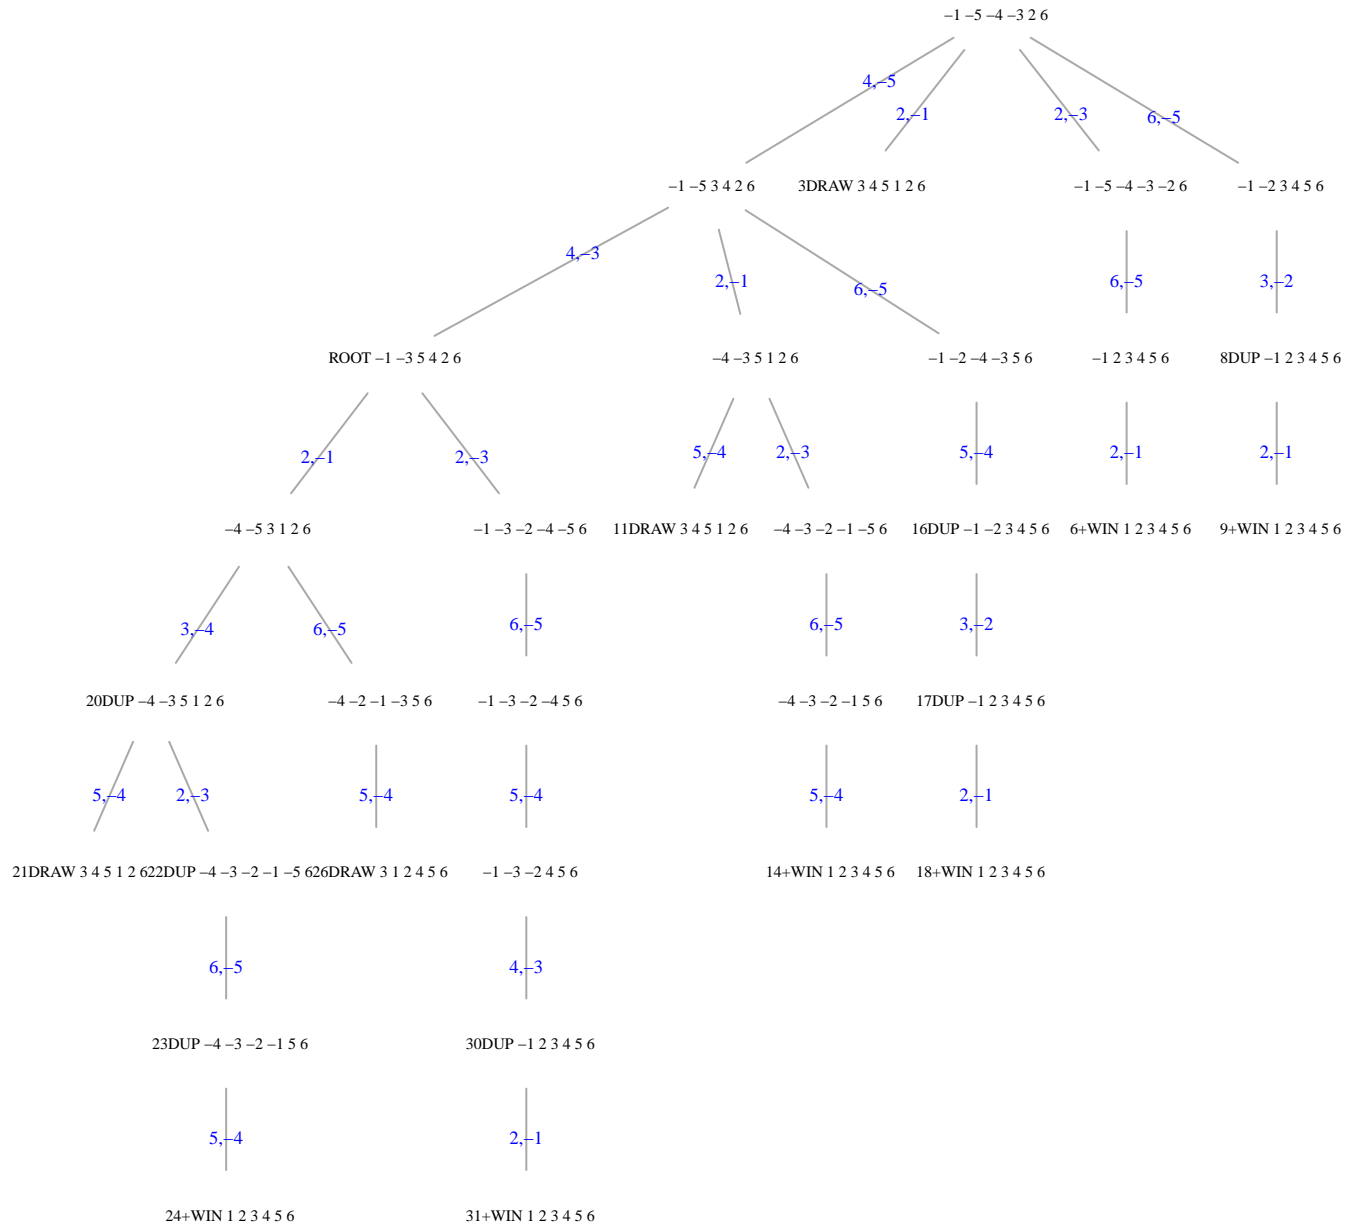 −1 −5 −4 −3 2 6
4,−5
2,−1
2,−3
6,−5
−1 −5 3 4 2 6
3DRAW 3 4 5 1 2 6
−1 −5 −4 −3 −2 6
−1 −2 3 4 5 6
4,−3
2,−1
6,−5
6,−5
3,−2
ROOT −1 −3 5 4 2 6
−4 −3 5 1 2 6
−1 −2 −4 −3 5 6
−1 2 3 4 5 6
8DUP −1 2 3 4 5 6
2,−1
2,−3
5,−4
2,−3
5,−4
2,−1
2,−1
−4 −5 3 1 2 6
−1 −3 −2 −4 −5 6
11DRAW 3 4 5 1 2 6
−4 −3 −2 −1 −5 6
16DUP −1 −2 3 4 5 6
6+WIN 1 2 3 4 5 6
9+WIN 1 2 3 4 5 6
3,−4
6,−5
6,−5
6,−5
3,−2
20DUP −4 −3 5 1 2 6
−4 −2 −1 −3 5 6
−1 −3 −2 −4 5 6
−4 −3 −2 −1 5 6
17DUP −1 2 3 4 5 6
5,−4
2,−3
5,−4
5,−4
5,−4
2,−1
21DRAW 3 4 5 1 2 6
22DUP −4 −3 −2 −1 −5 6
26DRAW 3 1 2 4 5 6
−1 −3 −2 4 5 6
14+WIN 1 2 3 4 5 6
18+WIN 1 2 3 4 5 6
6,−5
4,−3
23DUP −4 −3 −2 −1 5 6
30DUP −1 2 3 4 5 6
5,−4
2,−1
24+WIN 1 2 3 4 5 6
31+WIN 1 2 3 4 5 6